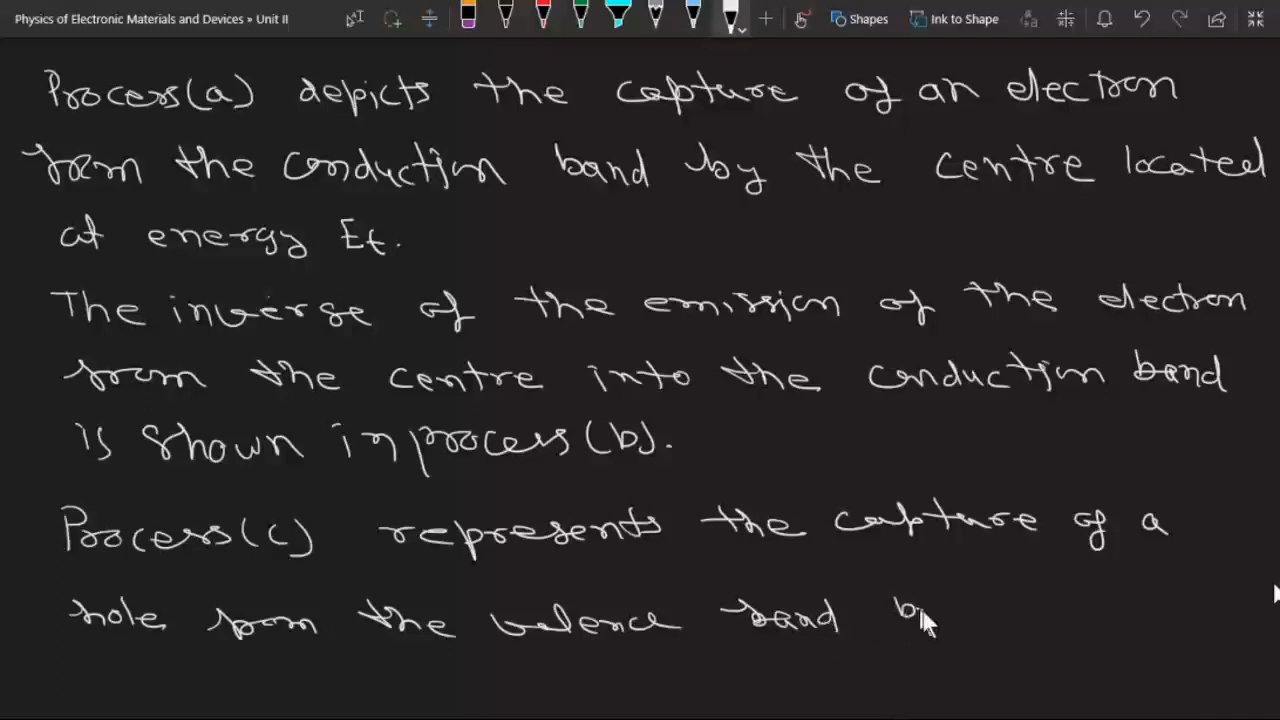 Physics of Electronic Materials and Devices » Unit II
Shapes
Ink to Shape
Process(a) depicts the capture of an electron
from the conduction band by the centre located
at energy Et.
The inverse of the emission of the electron
from the centre into the conduction band
is shown in process(b).
Process(c) represents the capture of a
hole from the valence band b